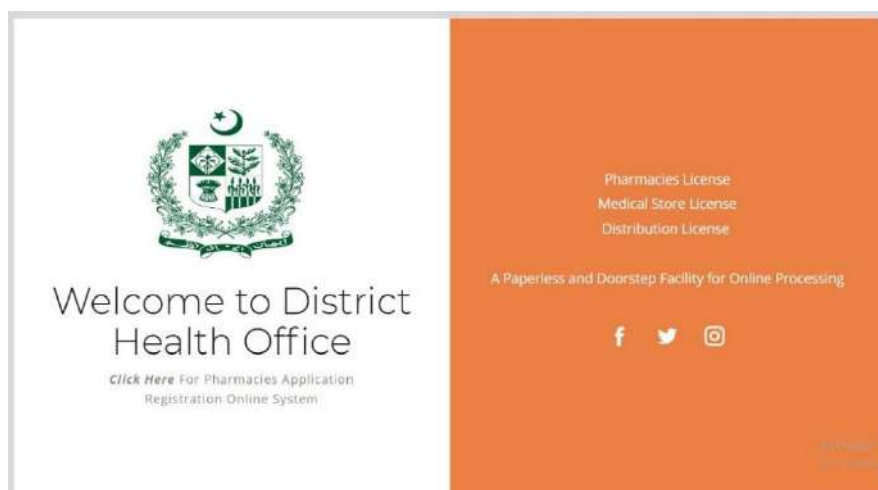 Welcome to District
Health Office
Click Here For Pharmacies Application
Registration Online System
Pharmacies License
Medical Store License
Distribution License
A Paperless and Doorstep Facility for Online Processing